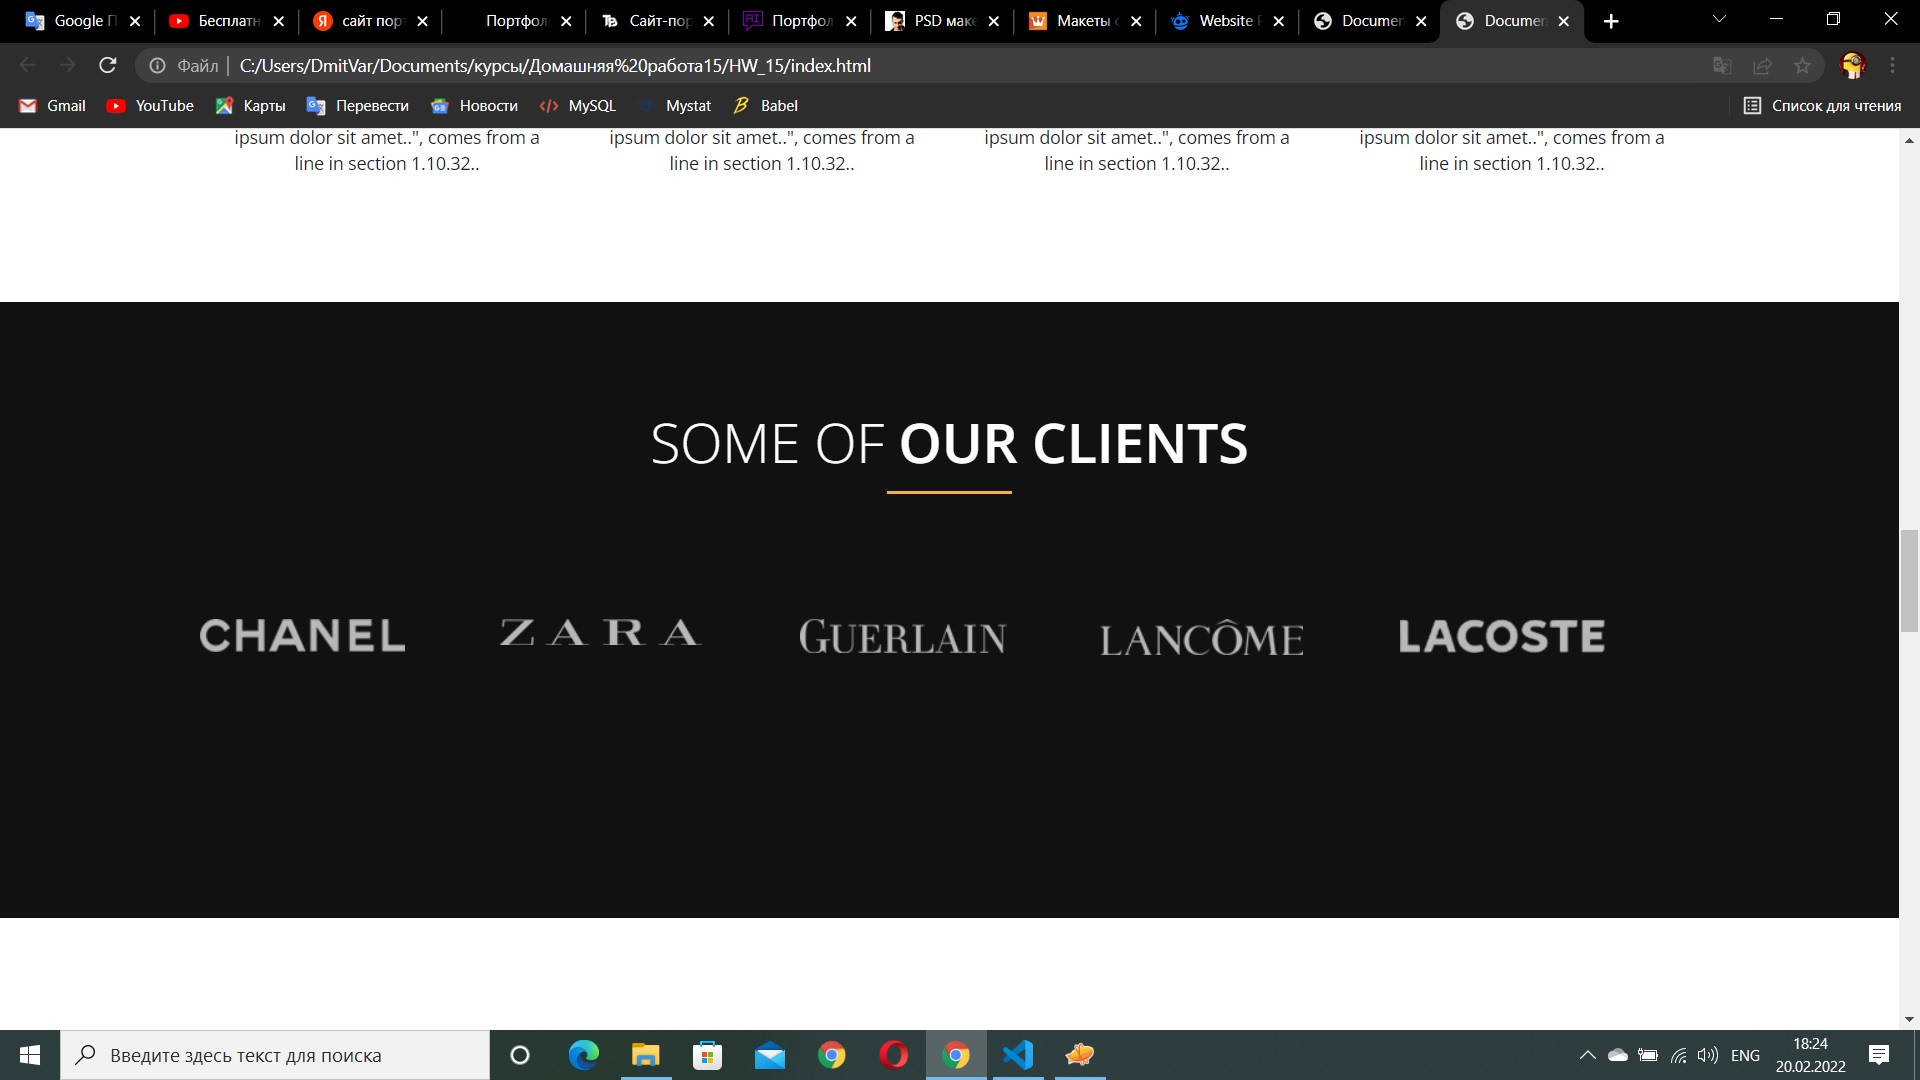 Google П
Бесплатн
сайт пор
Портфол
Сайт-пор
Портфол
PSD маке
Макеты с
Website P
Documen
Documen
Файл | C:/Users/DmitVar/Documents/курсы/Домашняя%20работа15/HW_15/index.html
Gmail YouTube Карты Перевести Новости MySQL Mystat Babel Список для чтения
ipsum dolor sit amet..", comes from a
line in section 1.10.32..
ipsum dolor sit amet..", comes from a
line in section 1.10.32..
ipsum dolor sit amet..", comes from a
line in section 1.10.32..
ipsum dolor sit amet..", comes from a
line in section 1.10.32..
SOME OF OUR CLIENTS
CHANEL ZARA GUERLAIN LANCÔME LACOSTE
Введите здесь текст для поиска
ENG
18:24
20.02.2022